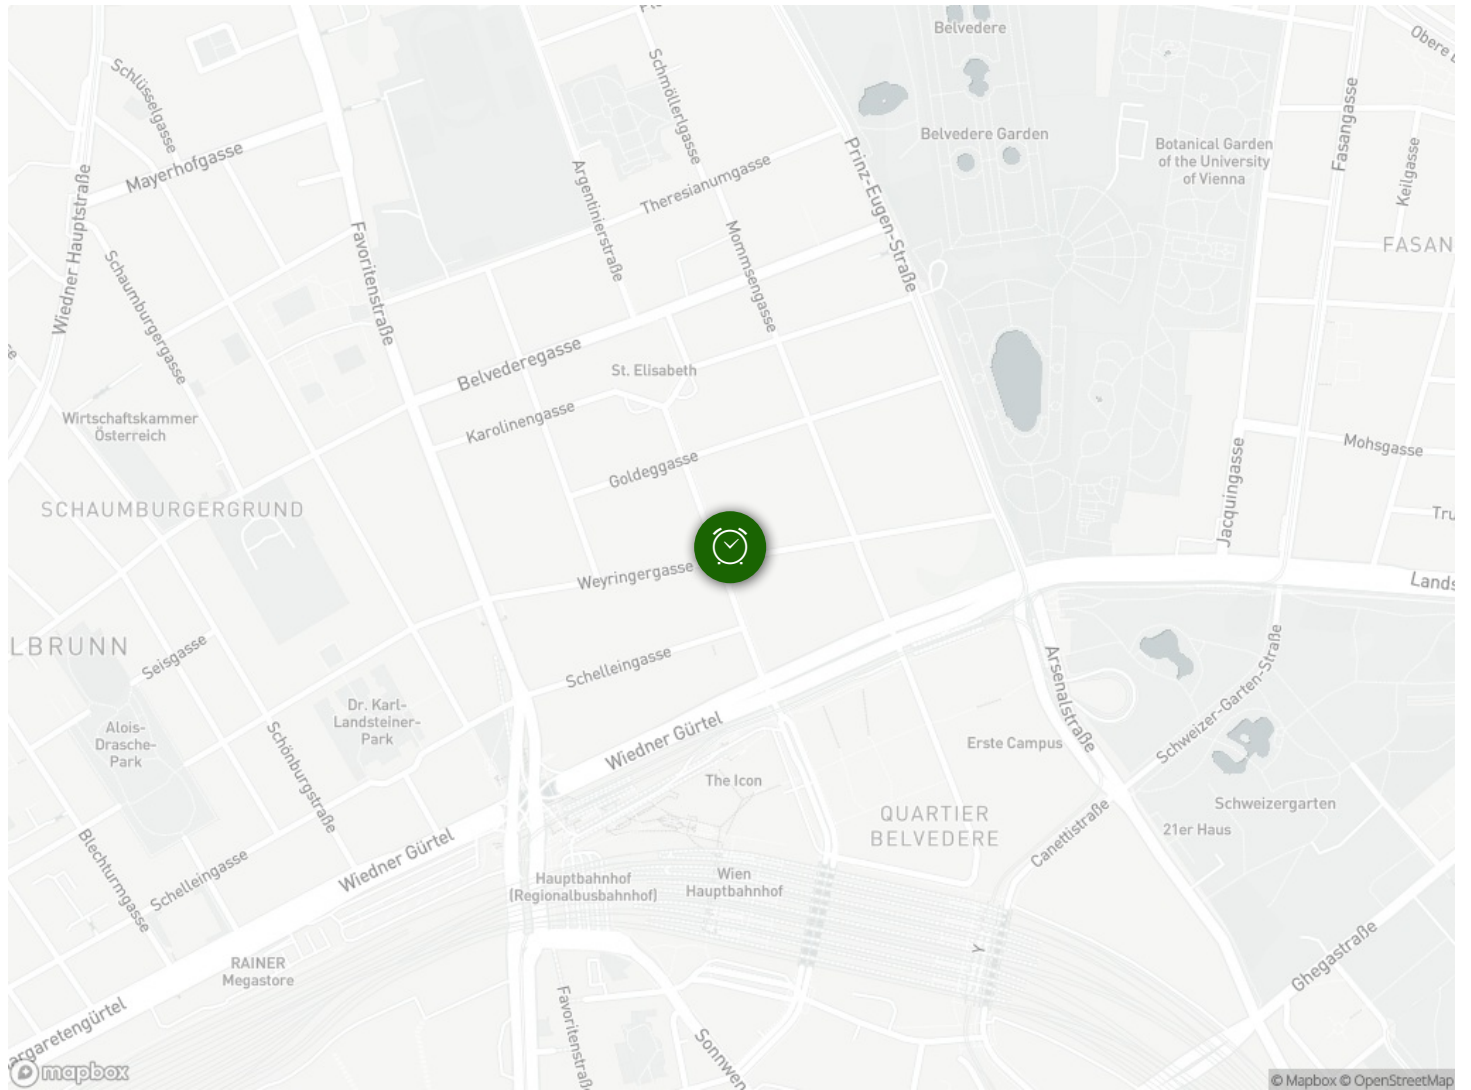 Belvedere
Obere
Schlüsselgasse
Schmöllerlgasse
Fasangasse
Belvedere Garden
Botanical Garden
of the University
of Vienna
Keilgasse
Mayerhofgasse
Argentinierstraße
Theresianumgasse
Prinz-Eugen-Straße
Wiedner Hauptstraße
Favoritenstraße
Mommsengasse
FASAN
Schaumburgergasse
Belvederegasse
St. Elisabeth
Wirtschaftskammer
Österreich
Karolinengasse
Mohsgasse
Goldeggasse
Jacquingasse
SCHAUMBURGERGRUND
Tru
Weyringergasse
Lands
LBRUNN
Seisgasse
Schelleingasse
Arsenalstraße
Schweizer-Garten-Straße
Dr. Karl-
Landsteiner-
Park
Alois-
Drasche-
Park
Schönburgstraße
Wiedner Gürtel
Erste Campus
The Icon
QUARTIER
BELVEDERE
Schweizergarten
21er Haus
Canettistraße
Blechturmgasse
Wiedner Gürtel
Schelleingasse
Hauptbahnhof
(Regionalbusbahnhof)
Wien
Hauptbahnhof
RAINER
Megastore
Ghegastraße
argaretengürtel
Favoritenstraß
Sonnwen
mapbox
© Mapbox © OpenStreetMap